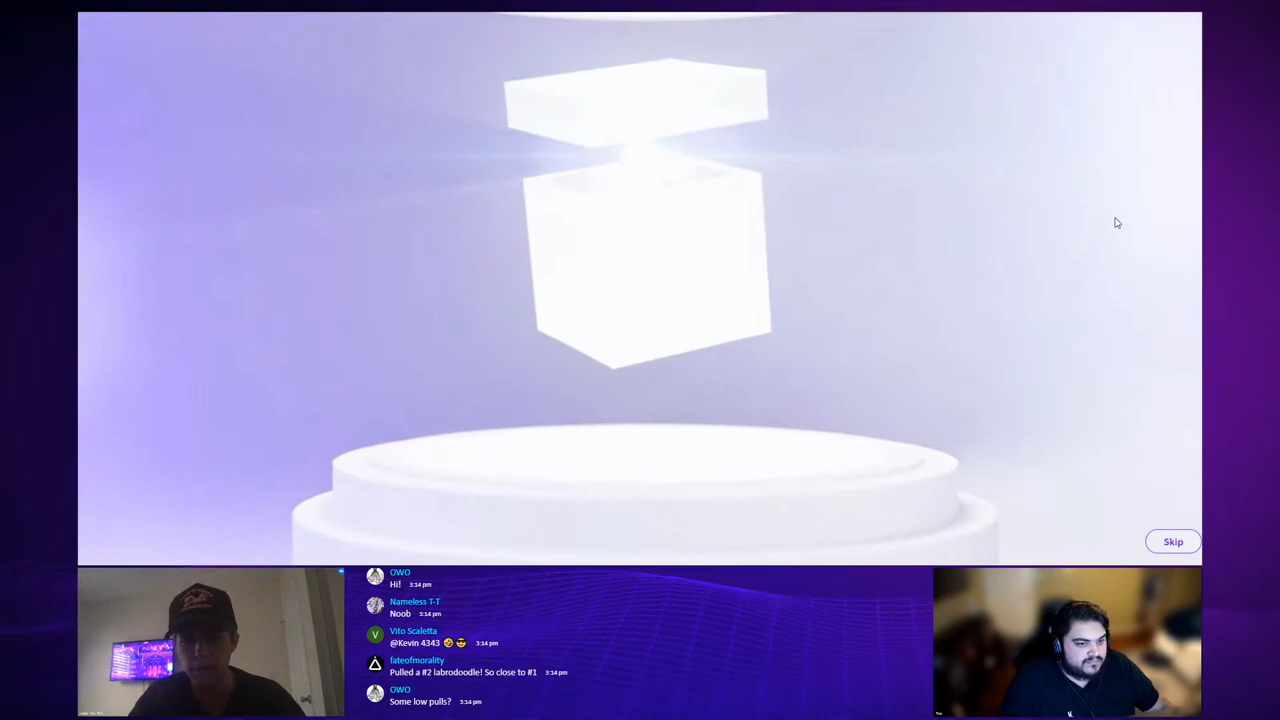 Skip
OWO
Hi! 3:14 pm
Nameless T-T
Noob 3:14 pm
Vito Scaletta
V
@Kevin 4343 🤣 😎 3:14 pm
fateofmorality
Pulled a #2 labrodoodle! So close to #1 3:14 pm
OWO
Some low pulls? 3:14 pm